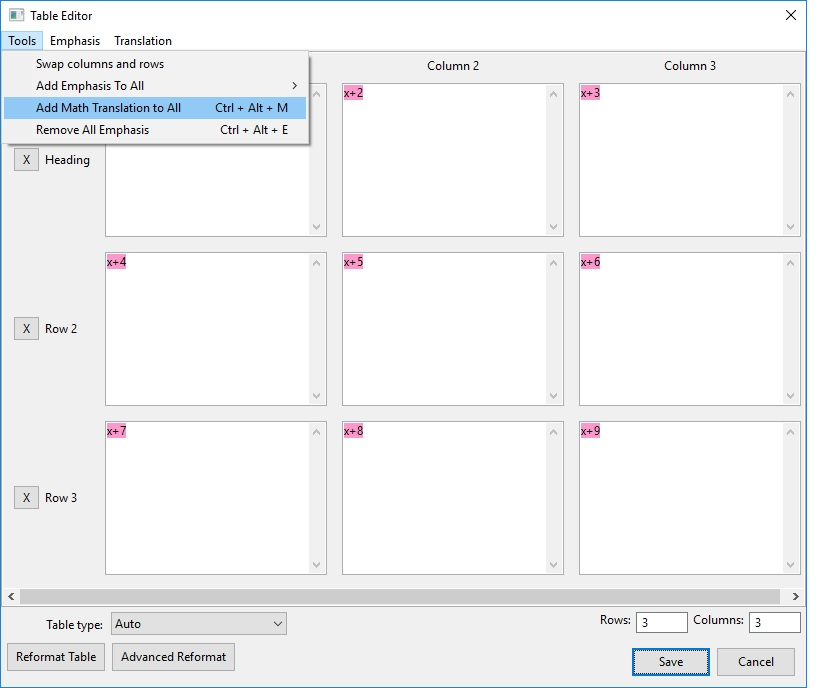 Table Editor
Tools Emphasis Translation
Swap columns and rows
Add Emphasis To All
Add Math Translation to All Ctrl + Alt + M
Remove All Emphasis Ctrl + Alt + E
Column 2 Column 3
x+2 x+3
X Heading
x+4 x+5 x+6
X Row 2
x+7 x+8 x+9
X Row 3
Table type: Auto Rows: 3 Columns: 3
Reformat Table Advanced Reformat Save Cancel